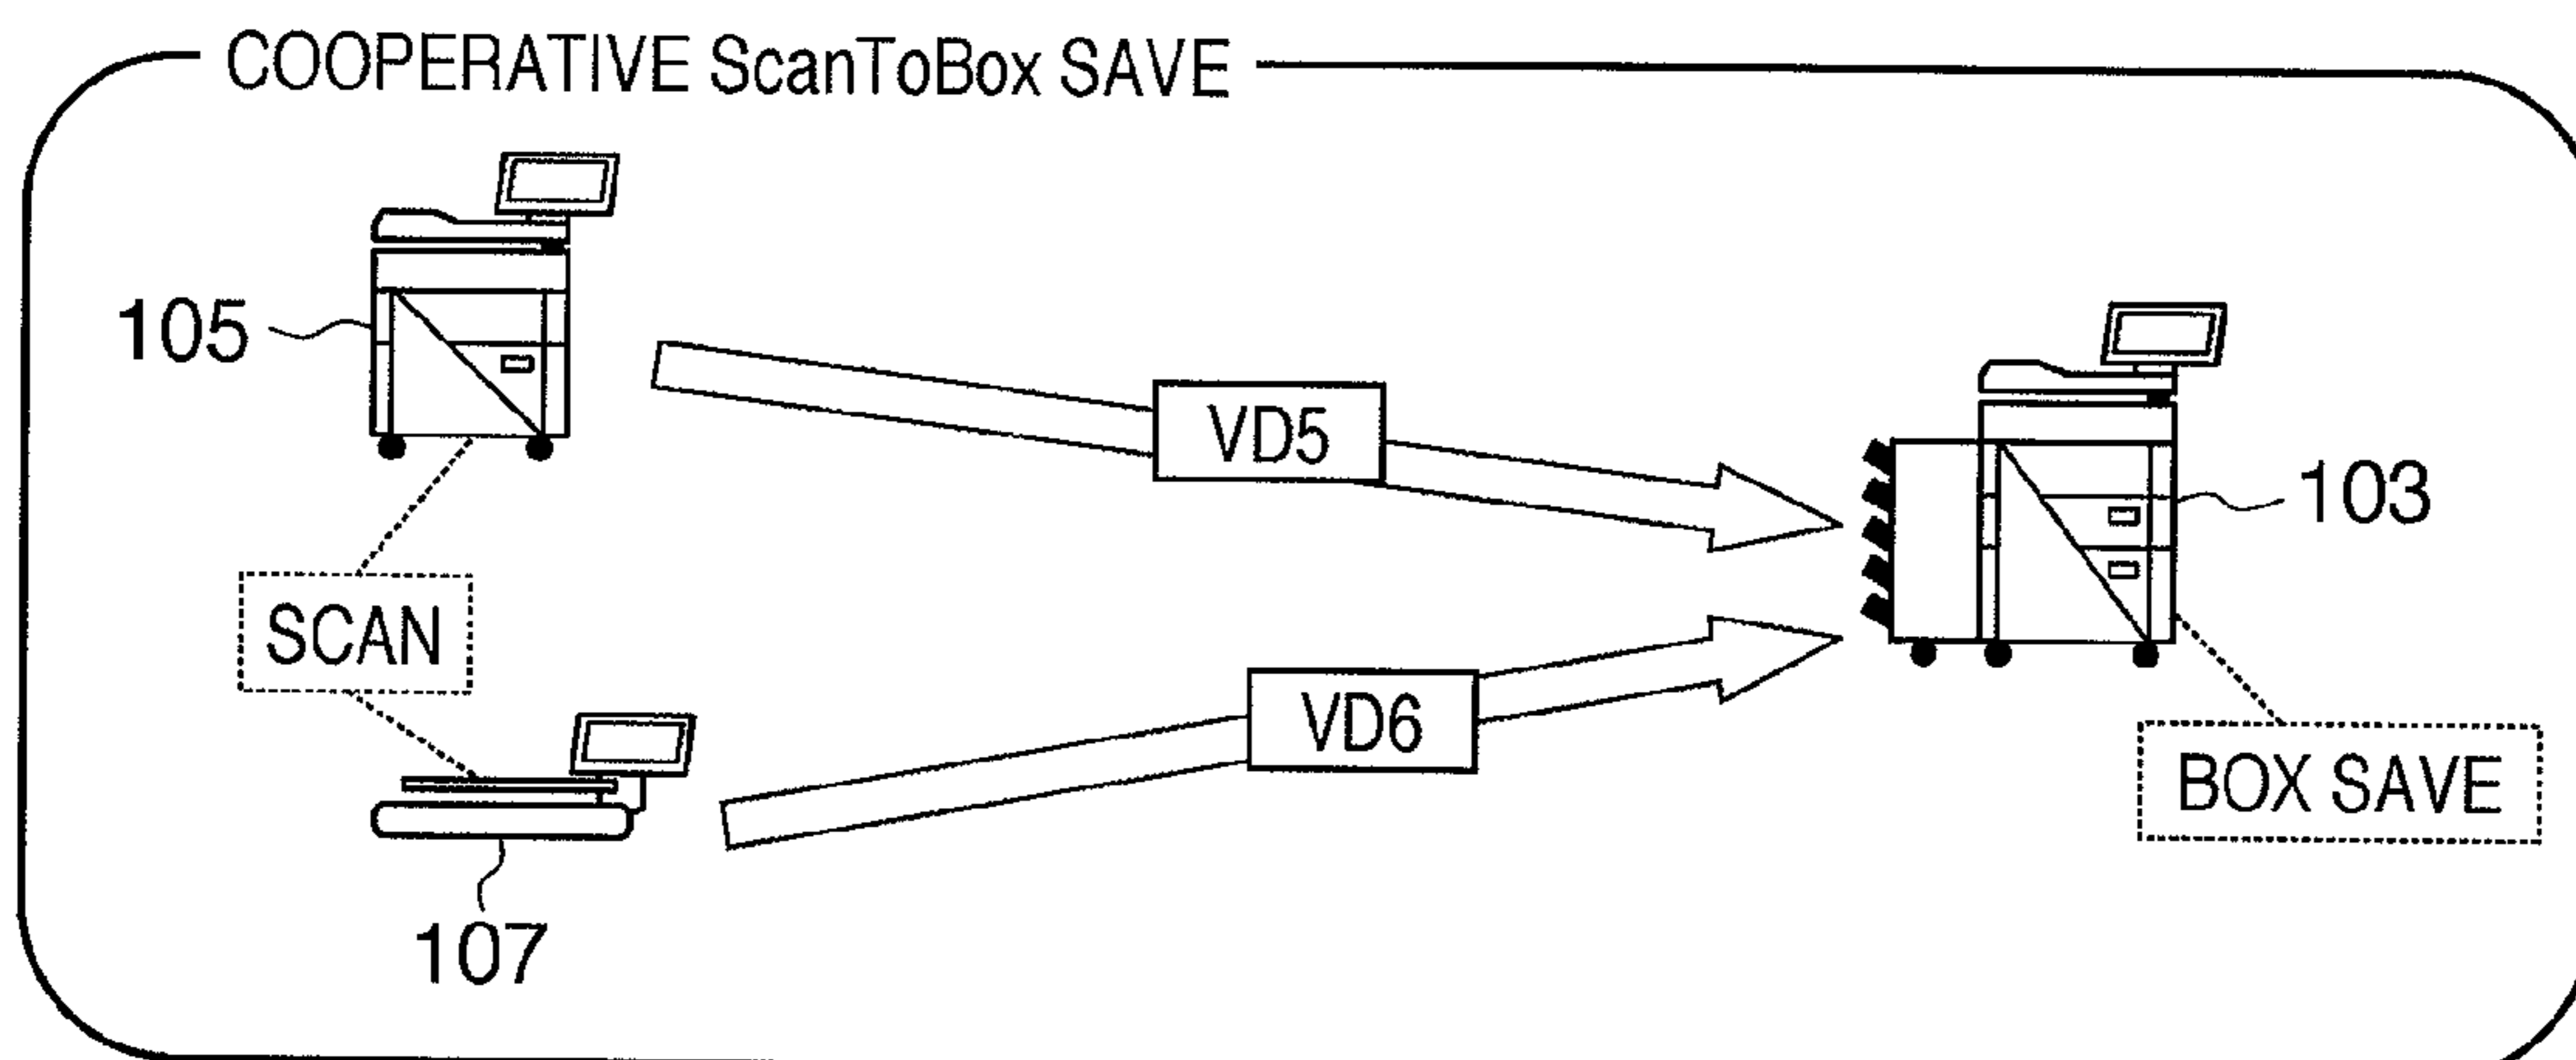 COOPERATIVE ScanToBox SAVE
105
VD5
103
SCAN
VD6
BOX SAVE
107